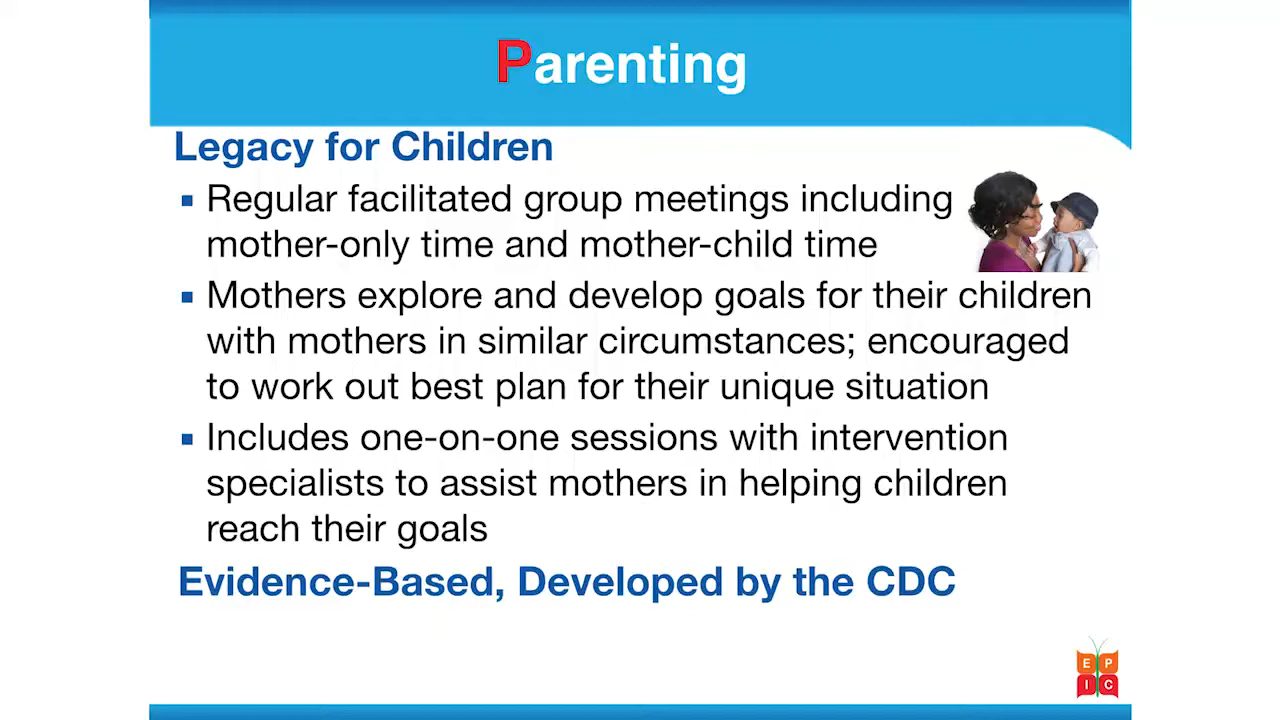 Parenting
Legacy for Children
▪ Regular facilitated group meetings including
mother-only time and mother-child time
▪ Mothers explore and develop goals for their children
with mothers in similar circumstances; encouraged
to work out best plan for their unique situation
▪ Includes one-on-one sessions with intervention
specialists to assist mothers in helping children
reach their goals
Evidence-Based, Developed by the CDC
E P
I C